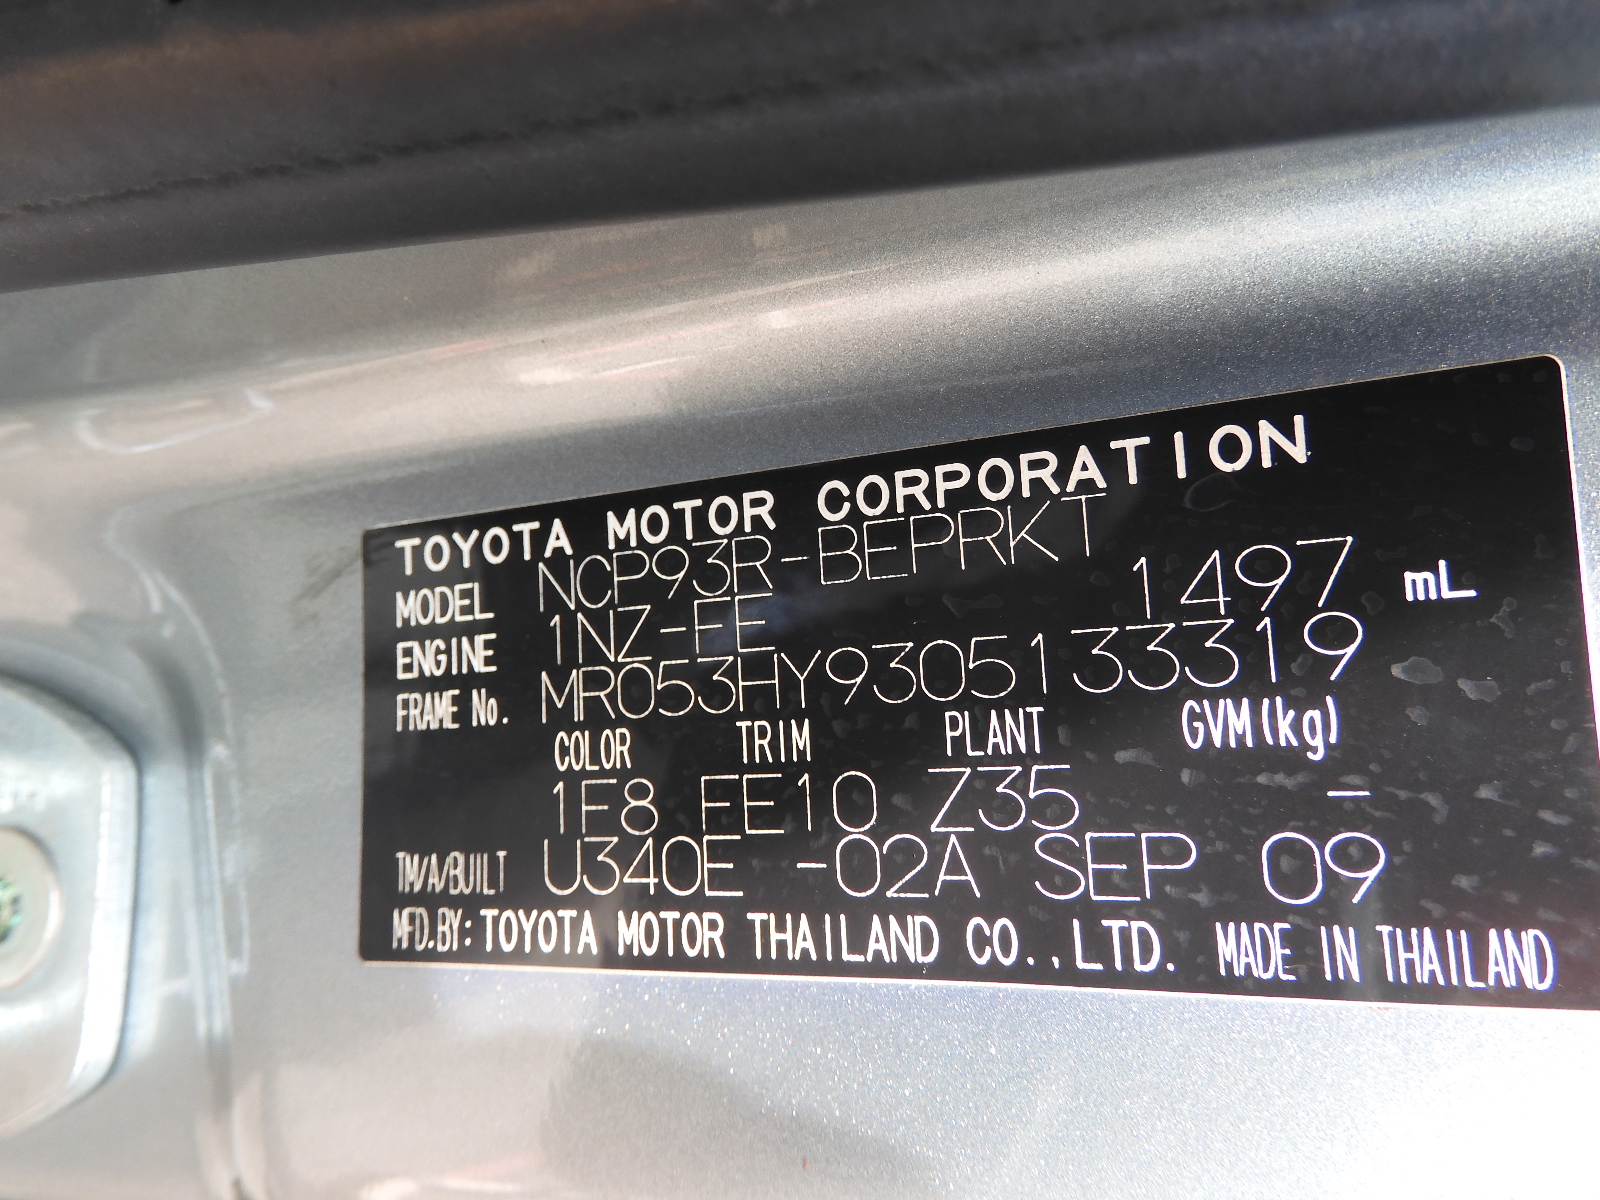 TOYOTA MOTOR CORPORATION
MODEL NCP93R-BEPRKT
ENGINE 1NZ-FE 1497 mL
FRAME No. MR053HY9305133319
COLOR TRIM PLANT GVM(kg)
1F8 FE10 Z35 -
TM/A/BUILT U340E -02A SEP 09
MFD.BY: TOYOTA MOTOR THAILAND CO.,LTD. MADE IN THAILAND